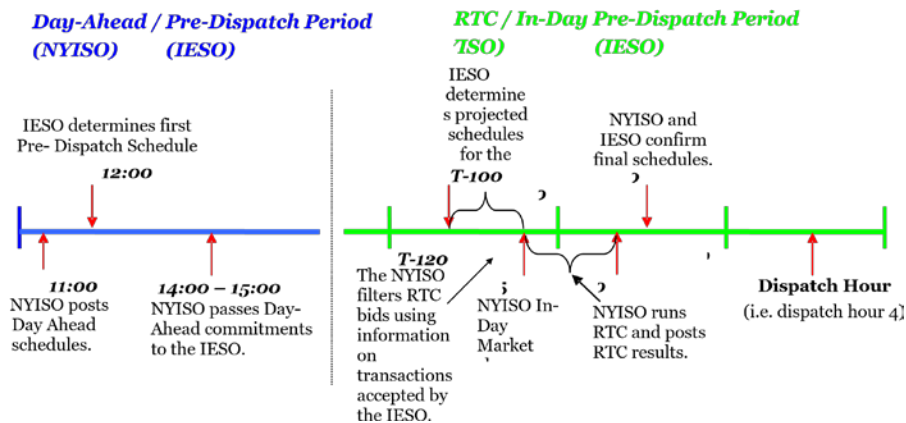 Day-Ahead / Pre-Dispatch Period
(NYISO) (IESO)
RTC / In-Day Pre-Dispatch Period
(IESO)
IESO determines first
Pre- Dispatch Schedule
12:00
IESO
determine
s projected
schedules
for the
T-100
NYISO and
IESO confirm
final schedules.
11:00
NYISO posts
Day Ahead
schedules.
14:00 – 15:00
NYISO passes Day-
Ahead commitments
to the IESO.
T-120
The NYISO
filters RTC
bids using
information
on
transactions
accepted by
the IESO.
NYISO In-
Day
Market
NYISO runs
RTC and posts
RTC results.
Dispatch Hour
(i.e. dispatch hour 4)